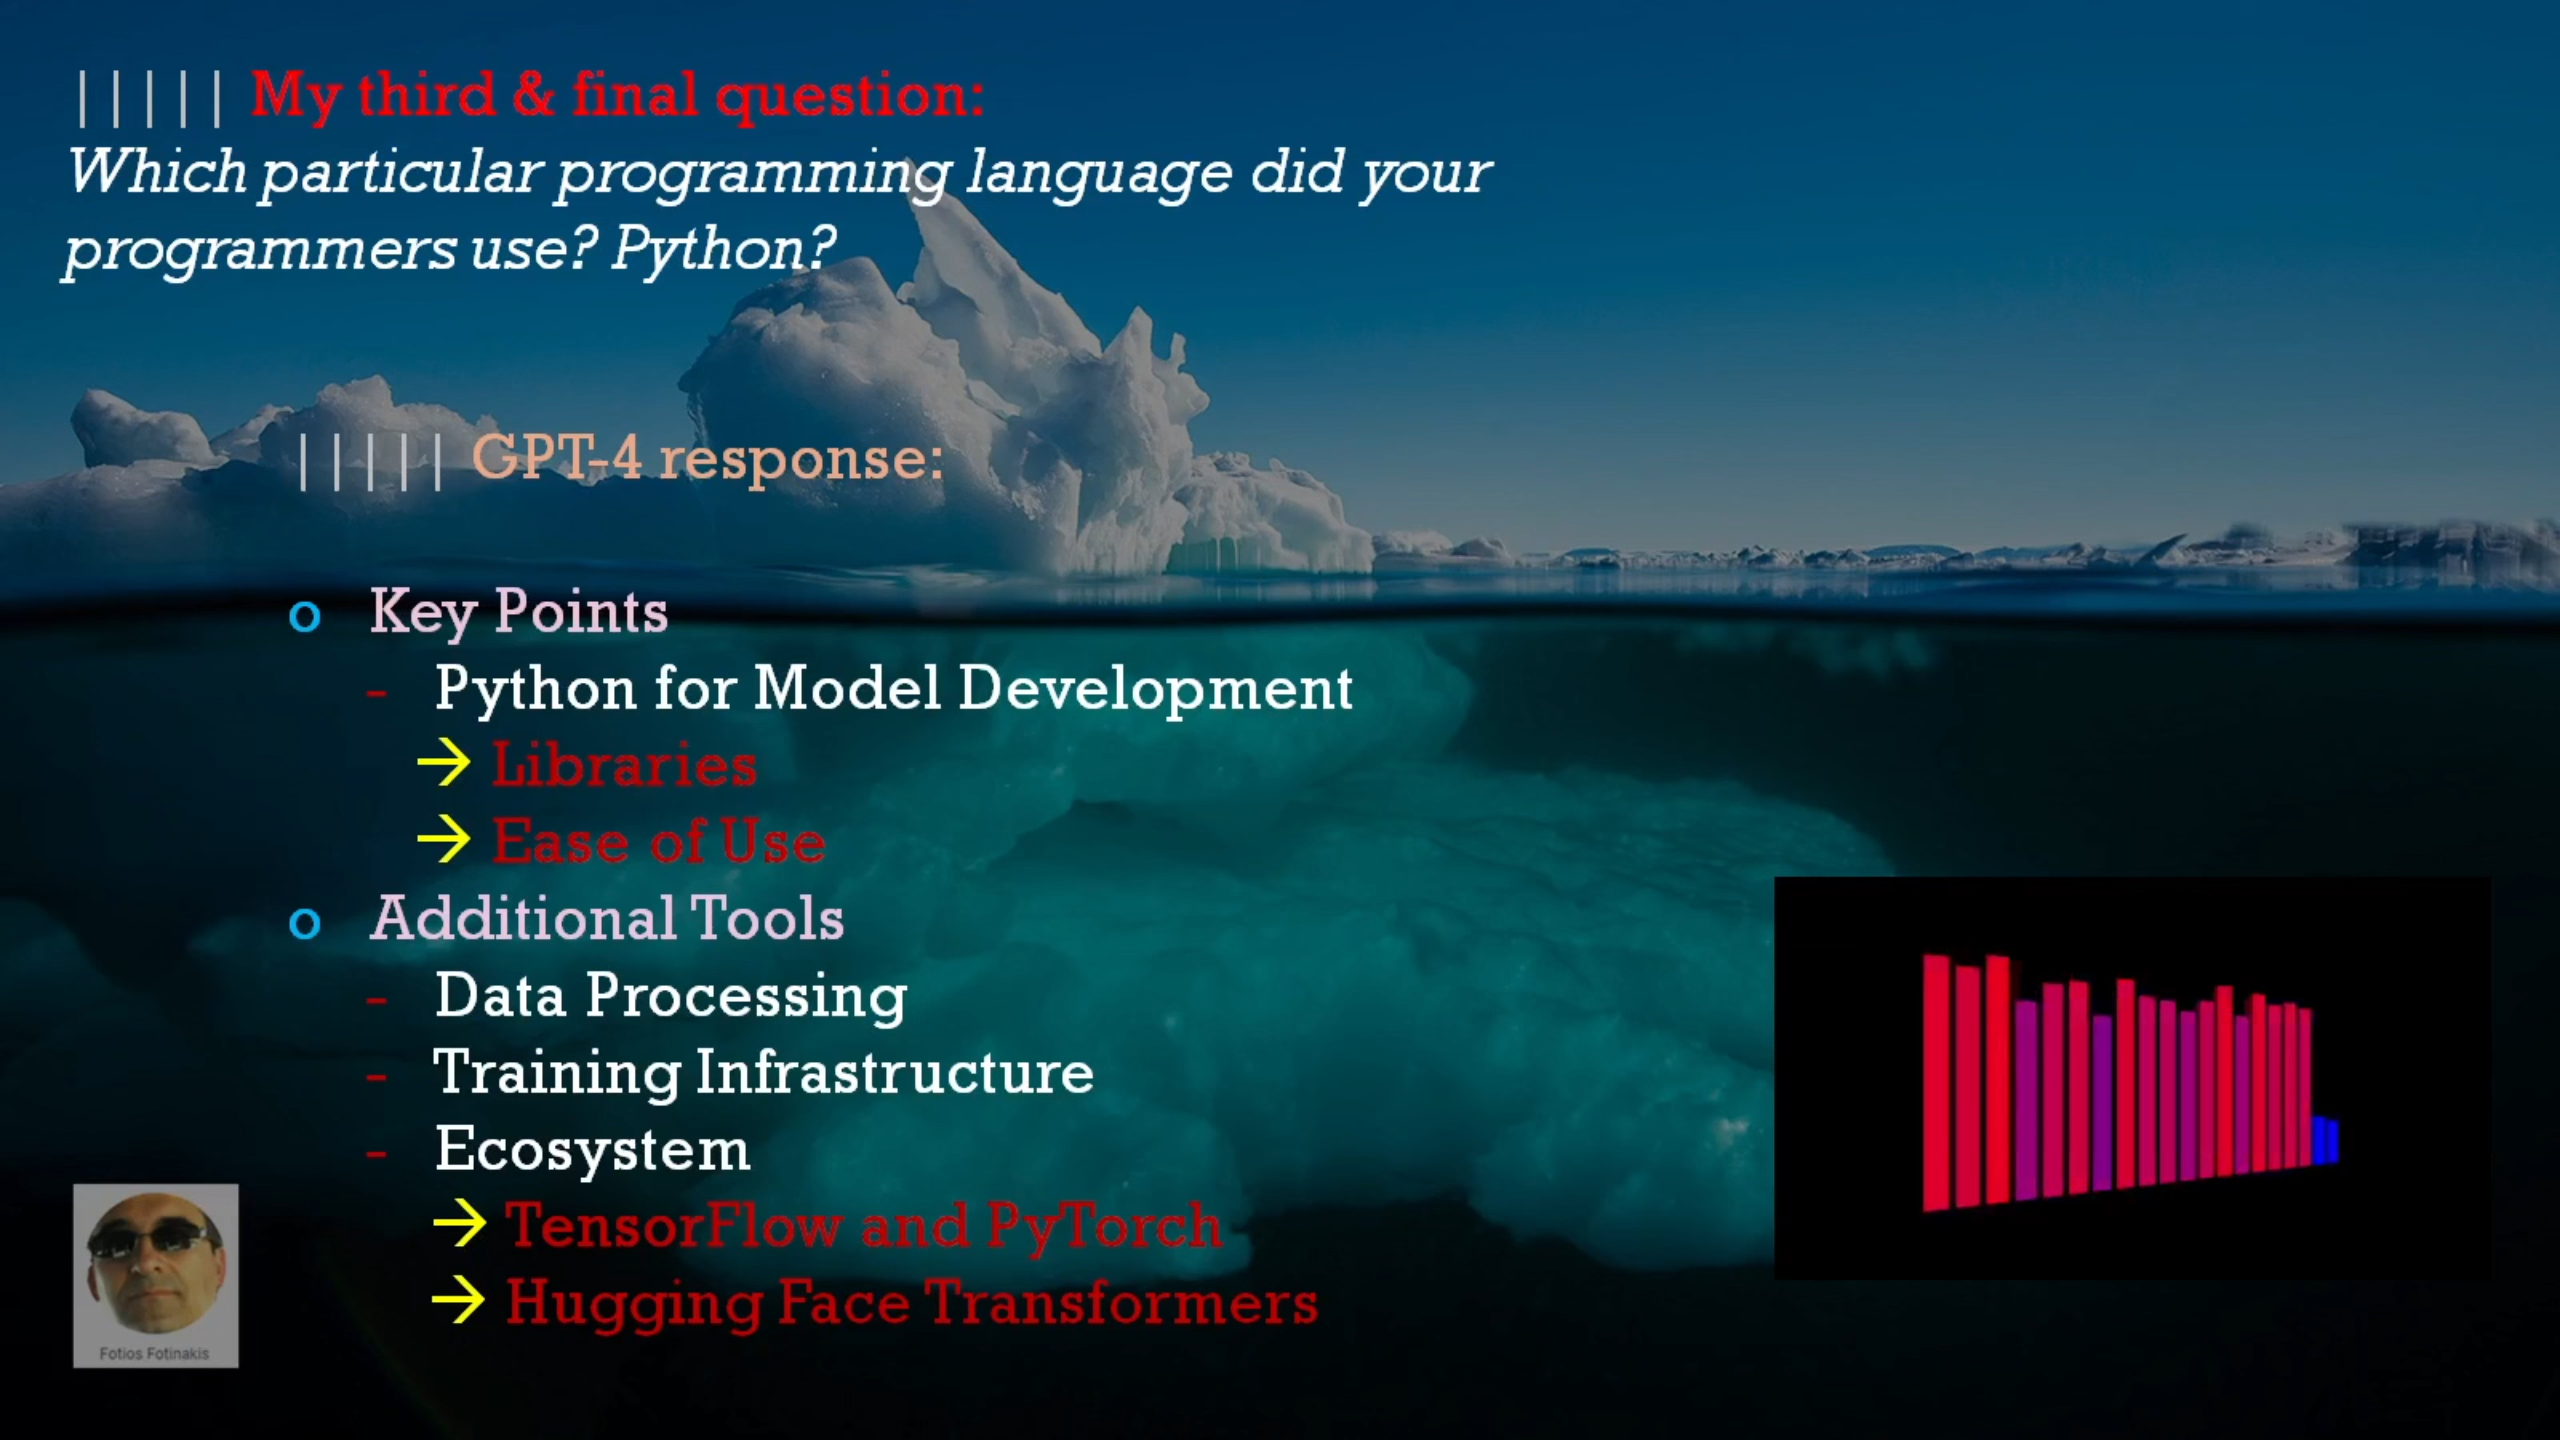 ||||| My third & final question:
Which particular programming language did your
programmers use? Python?
||||| GPT-4 response:
o Key Points
- Python for Model Development
→ Libraries
→ Ease of Use
o Additional Tools
- Data Processing
- Training Infrastructure
- Ecosystem
→ TensorFlow and PyTorch
→ Hugging Face Transformers
Fotios Fotinakis